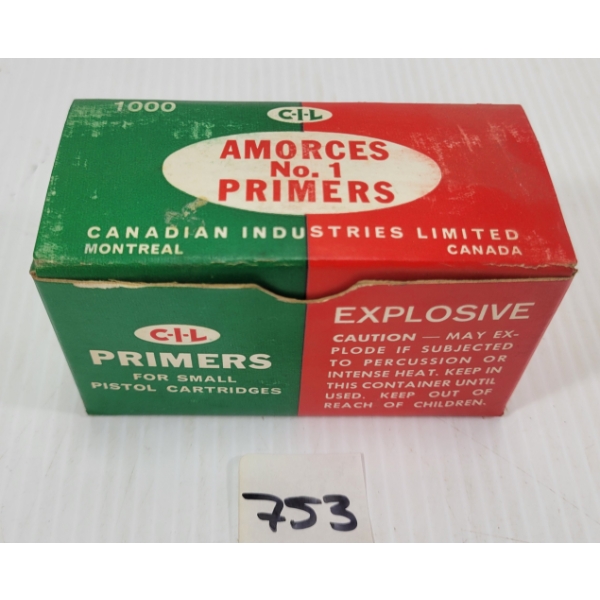 1000
C-I-L
AMORCES
No. 1
PRIMERS
CANADIAN INDUSTRIES LIMITED
MONTREAL CANADA
C-I-L
PRIMERS
FOR SMALL
PISTOL CARTRIDGES
EXPLOSIVE
CAUTION — MAY EX-
PLODE IF SUBJECTED
TO PERCUSSION OR
INTENSE HEAT. KEEP IN
THIS CONTAINER UNTIL
USED. KEEP OUT OF
REACH OF CHILDREN.
753